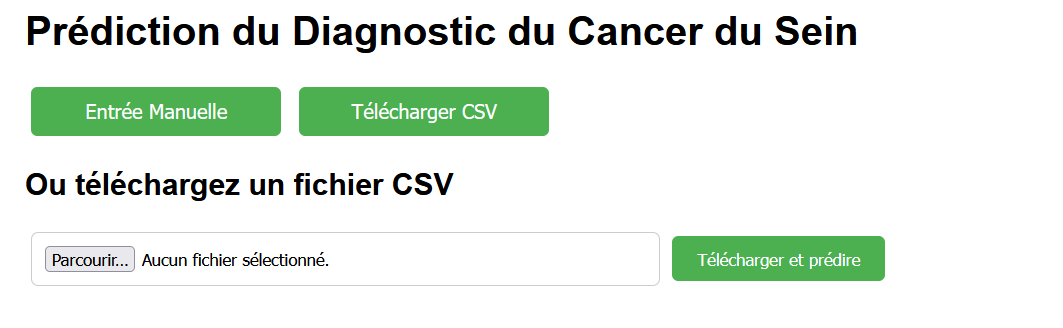 Prédiction du Diagnostic du Cancer du Sein
Entrée Manuelle
Télécharger CSV
Ou téléchargez un fichier CSV
Parcourir... Aucun fichier sélectionné.
Télécharger et prédire